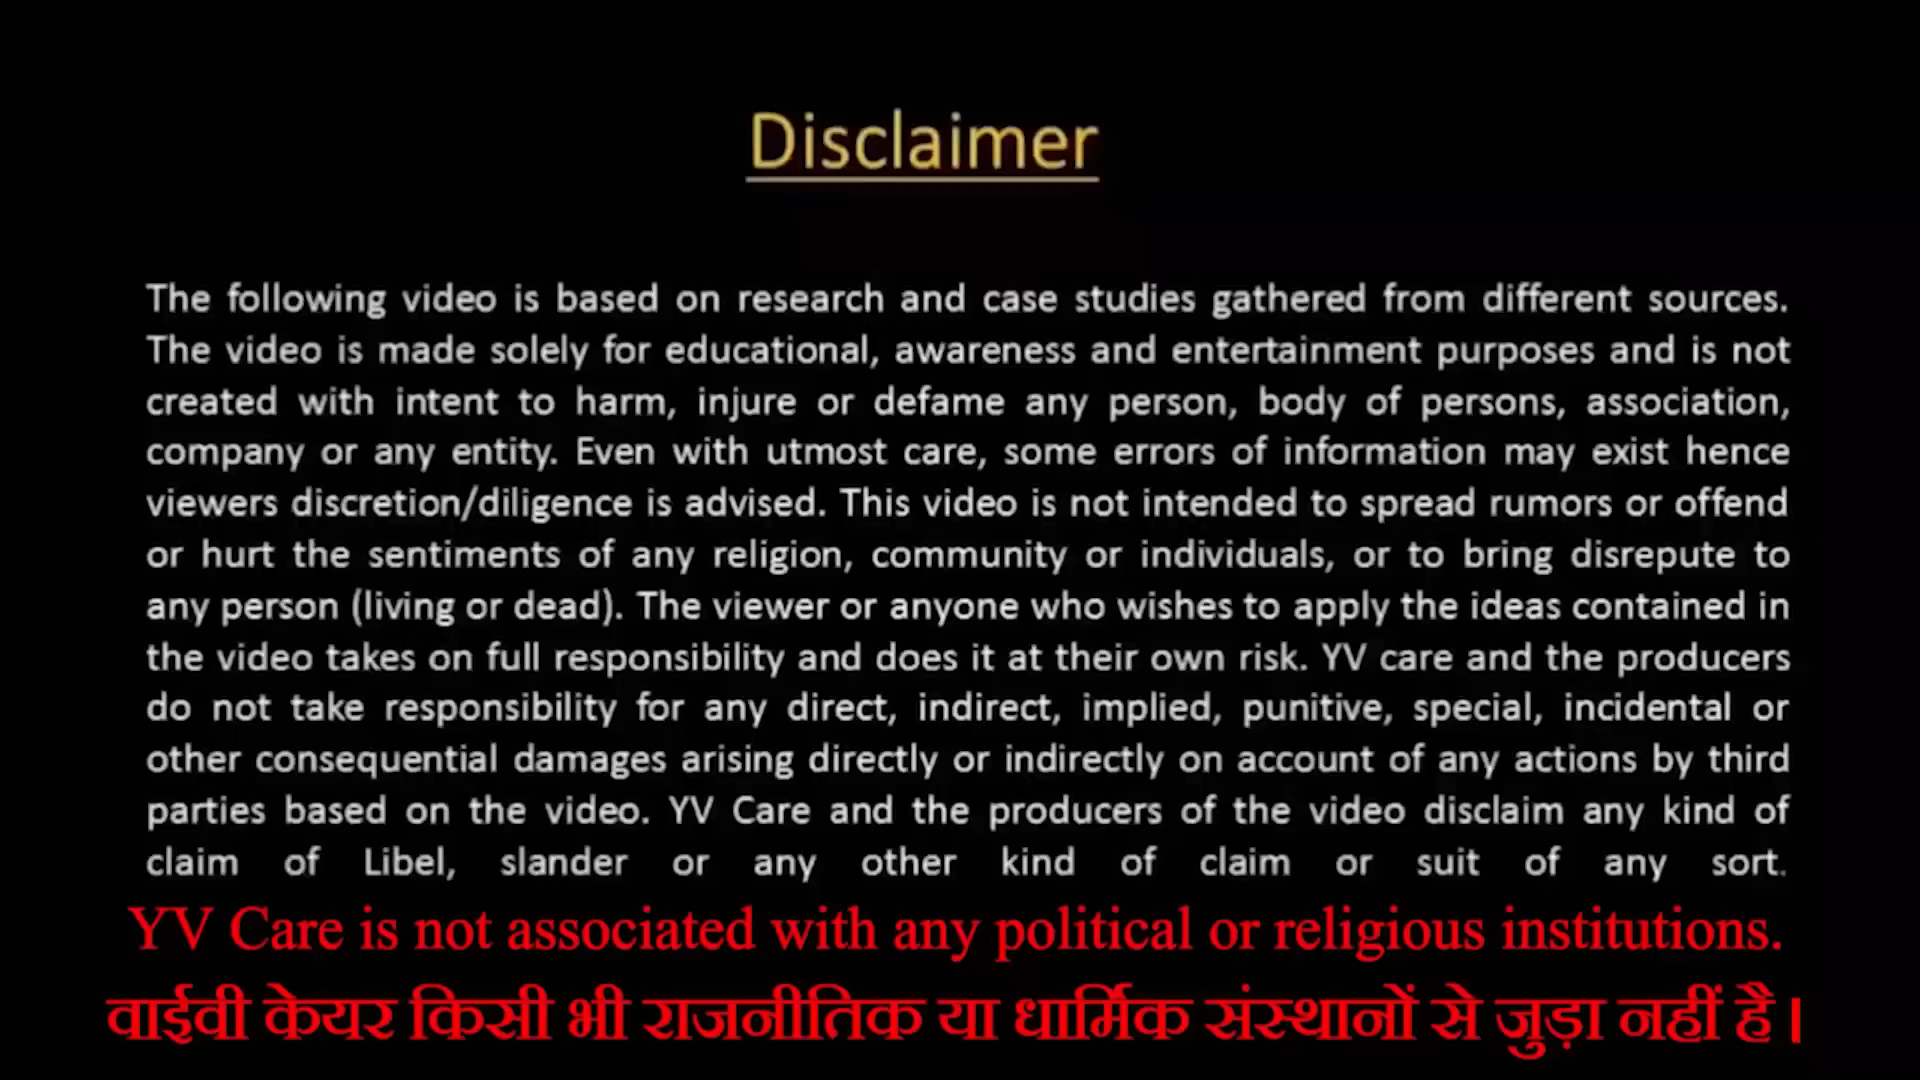 Disclaimer
The following video is based on research and case studies gathered from different sources.
The video is made solely for educational, awareness and entertainment purposes and is not
created with intent to harm, injure or defame any person, body of persons, association,
company or any entity. Even with utmost care, some errors of information may exist hence
viewers discretion/diligence is advised. This video is not intended to spread rumors or offend
or hurt the sentiments of any religion, community or individuals, or to bring disrepute to
any person (living or dead). The viewer or anyone who wishes to apply the ideas contained in
the video takes on full responsibility and does it at their own risk. YV care and the producers
do not take responsibility for any direct, indirect, implied, punitive, special, incidental or
other consequential damages arising directly or indirectly on account of any actions by third
parties based on the video. YV Care and the producers of the video disclaim any kind of
claim of Libel, slander or any other kind of claim or suit of any sort.
YV Care is not associated with any political or religious institutions.
वाईवी केयर किसी भी राजनीतिक या धार्मिक संस्थानों से जुड़ा नहीं है।